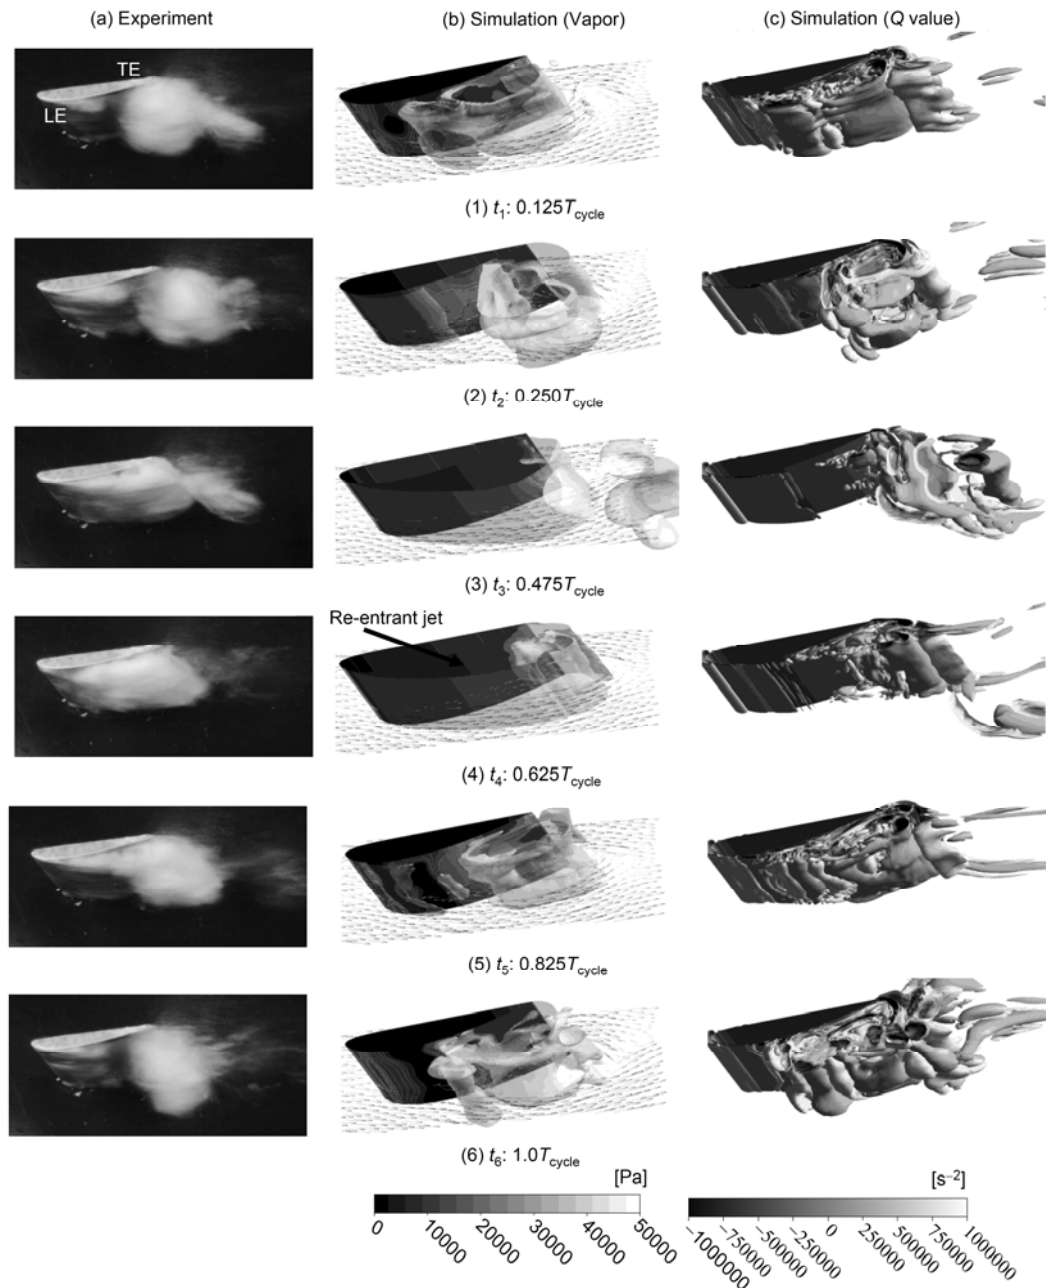 (a) Experiment (b) Simulation (Vapor) (c) Simulation (Q value)
TE
LE
(1) t1: 0.125Tcycle
(2) t2: 0.250Tcycle
(3) t3: 0.475Tcycle
Re-entrant jet
(4) t4: 0.625Tcycle
(5) t5: 0.825Tcycle
(6) t6: 1.0Tcycle
[Pa] [s⁻²]
0 10000 20000 30000 40000 50000
−1000000 −750000 −500000 −250000 0 250000 500000 750000 1000000